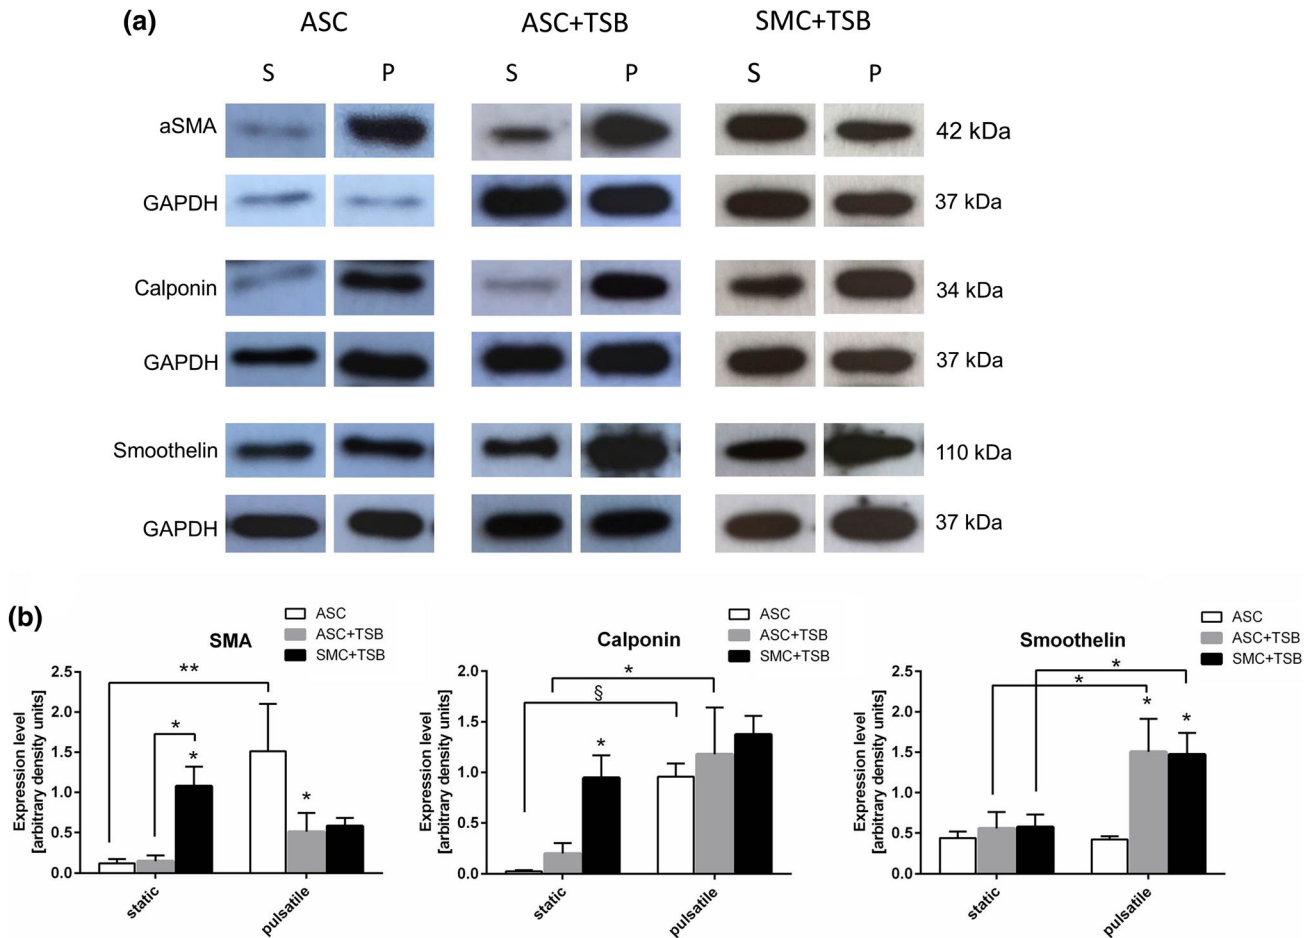 (a) ASC ASC+TSB SMC+TSB
S P S P S P
aSMA 42 kDa
GAPDH 37 kDa
Calponin 34 kDa
GAPDH 37 kDa
Smoothelin 110 kDa
GAPDH 37 kDa
(b)
SMA
ASC
ASC+TSB
SMC+TSB
Expression level
[arbitrary density units]
2.5
2.0
1.5
1.0
0.5
0.0
**
*
*
*
static
pulsatile
Calponin
ASC
ASC+TSB
SMC+TSB
Expression level
[arbitrary density units]
2.0
1.5
1.0
0.5
0.0
*
§
*
static
pulsatile
Smoothelin
ASC
ASC+TSB
SMC+TSB
Expression level
[arbitrary density units]
2.5
2.0
1.5
1.0
0.5
0.0
*
*
*
*
static
pulsatile